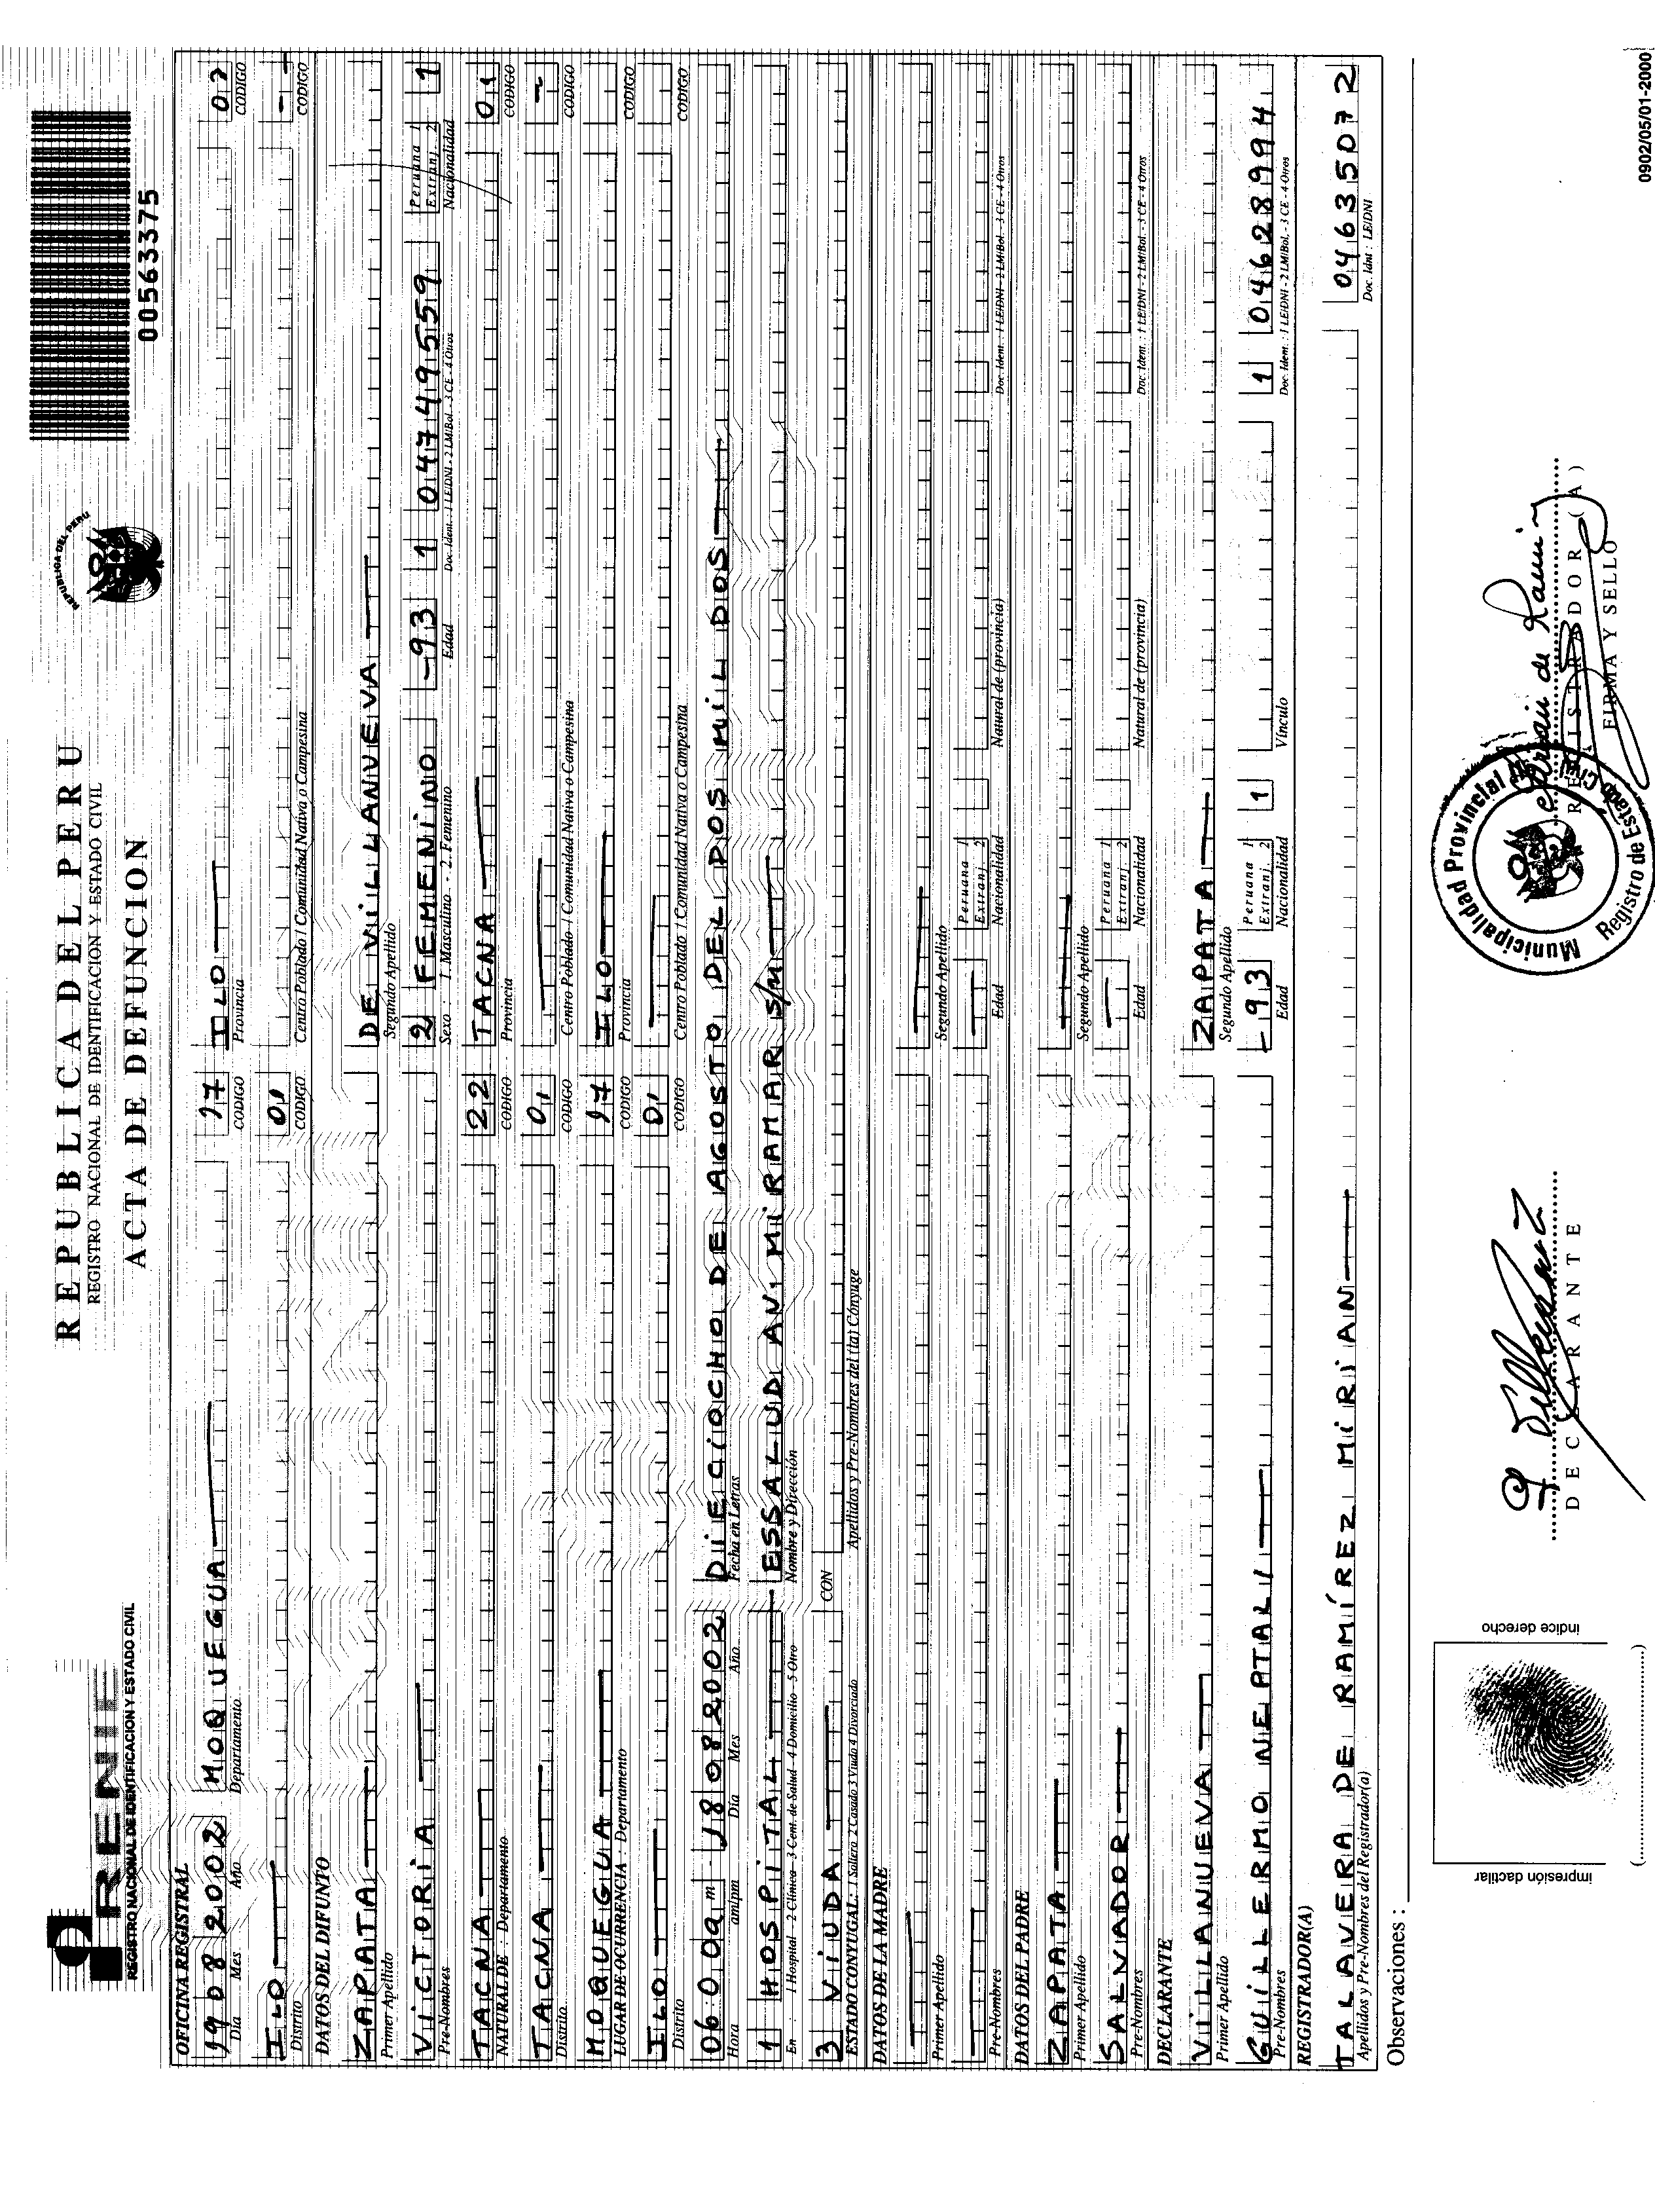 RENIEC
REGISTRO NACIONAL DE IDENTIFICACION Y ESTADO CIVIL
REPUBLICA DEL PERU
REGISTRO NACIONAL DE IDENTIFICACION Y ESTADO CIVIL
ACTA DE DEFUNCION
REPUBLICA DEL PERU
00563375
OFICINA REGISTRAL
19 08 2002 MOQUEGUA 17 ILO 07
Dia Mes Año Departamento CODIGO Provincia CODIGO
ILO 01 - -
Distrito CODIGO Centro Poblado / Comunidad Nativa o Campesina CODIGO
DATOS DEL DIFUNTO
ZAPATA DE VILLANUEVA
Primer Apellido Segundo Apellido
VICTORIA 2 FEMENINO -93 1 04749559 Peruana 1 Extranj. 2 1
Pre-Nombres Sexo : 1. Masculino - 2. Femenino Edad Doc. Ident. : 1 LE/DNI - 2 LM/Bol. - 3 CE - 4 Otros Nacionalidad
TACNA 22 TACNA 01
NATURAL DE : Departamento CODIGO Provincia CODIGO
TACNA 01 -
Distrito CODIGO Centro Poblado / Comunidad Nativa o Campesina CODIGO
MOQUEGUA 17 ILO
LUGAR DE OCURRENCIA : Departamento CODIGO Provincia CODIGO
ILO 01
Distrito CODIGO Centro Poblado / Comunidad Nativa o Campesina CODIGO
06:00 am - 18 08 2002 DIECIOCHO DE AGOSTO DEL DOS MIL DOS
Hora am/pm Día Mes Año Fecha en Letras
1 HOSPITAL ESSALUD AV. MIRAMAR S/N
En : 1 Hospital 2 Clínica 3 Cent. de Salud 4 Domicilio 5 Otro Nombre y Dirección
3 VIUDA CON
ESTADO CONYUGAL: 1 Soltero 2 Casado 3 Viudo 4 Divorciado Apellidos y Pre-Nombres del (la) Cónyuge
DATOS DE LA MADRE
Primer Apellido Segundo Apellido
Peruana 1 Extranj. 2
Pre-Nombres Edad Nacionalidad Natural de (provincia) Doc. Ident. : 1 LE/DNI - 2 LM/Bol. - 3 CE - 4 Otros
DATOS DEL PADRE
ZAPATA
Primer Apellido Segundo Apellido
SALVADOR Peruana 1 Extranj. 2
Pre-Nombres Edad Nacionalidad Natural de (provincia) Doc. Ident. : 1 LE/DNI - 2 LM/Bol. - 3 CE - 4 Otros
DECLARANTE
VILLANUEVA ZAPATA
Primer Apellido Segundo Apellido
GUILLERMO NEPTALI -93 Peruana 1 Extranj. 2 1 1 04628994
Pre-Nombres Edad Nacionalidad Vínculo Doc. Ident. : 1 LE/DNI - 2 LM/Bol. - 3 CE - 4 Otros
REGISTRADOR(A)
TALAVERA DE RAMÍREZ MIRIAN 04635072
Apellidos y Pre-Nombres del Registrador(a) Doc. Idnt : LE/DNI
Observaciones :
impresión dactilar
indice derecho
DECLARANTE
Municipalidad Provincial
Registro de Estado Civil
REGISTRADOR(A)
FIRMA Y SELLO
0902/05/01-2000